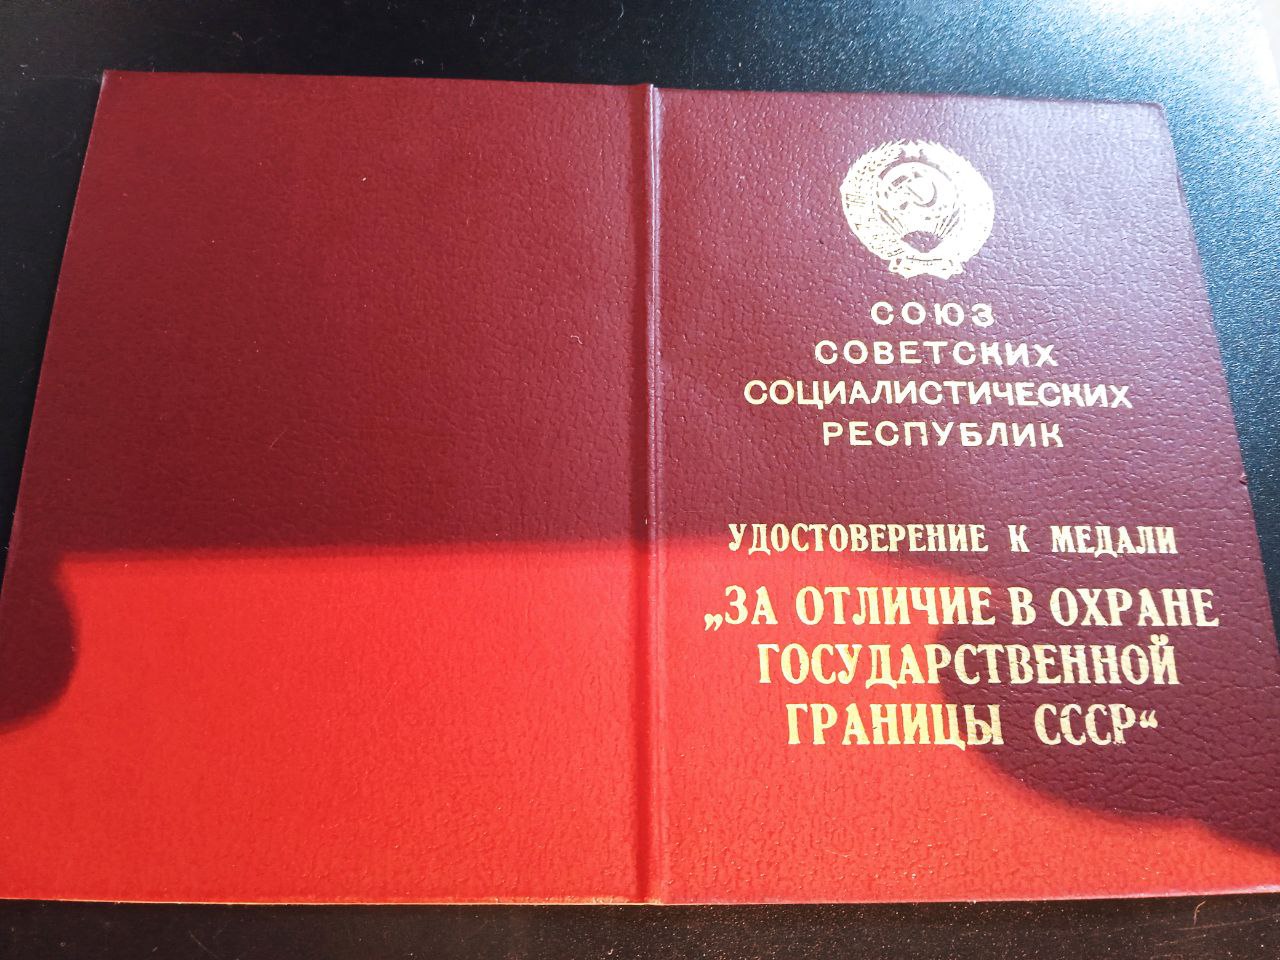 СОЮЗ
СОВЕТСКИХ
СОЦИАЛИСТИЧЕСКИХ
РЕСПУБЛИК
УДОСТОВЕРЕНИЕ К МЕДАЛИ
„ЗА ОТЛИЧИЕ В ОХРАНЕ
ГОСУДАРСТВЕННОЙ
ГРАНИЦЫ СССР“